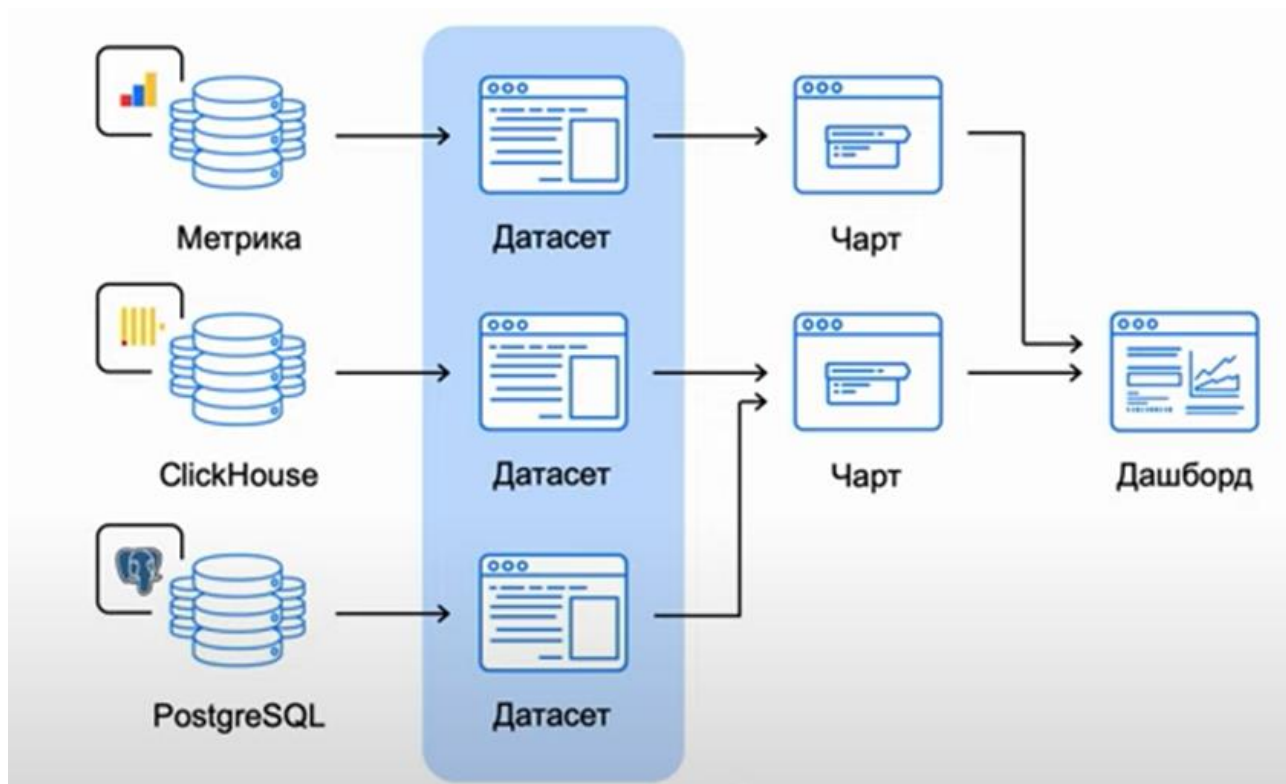 Метрика
Датасет
Чарт
ClickHouse
Датасет
Чарт
Дашборд
PostgreSQL
Датасет